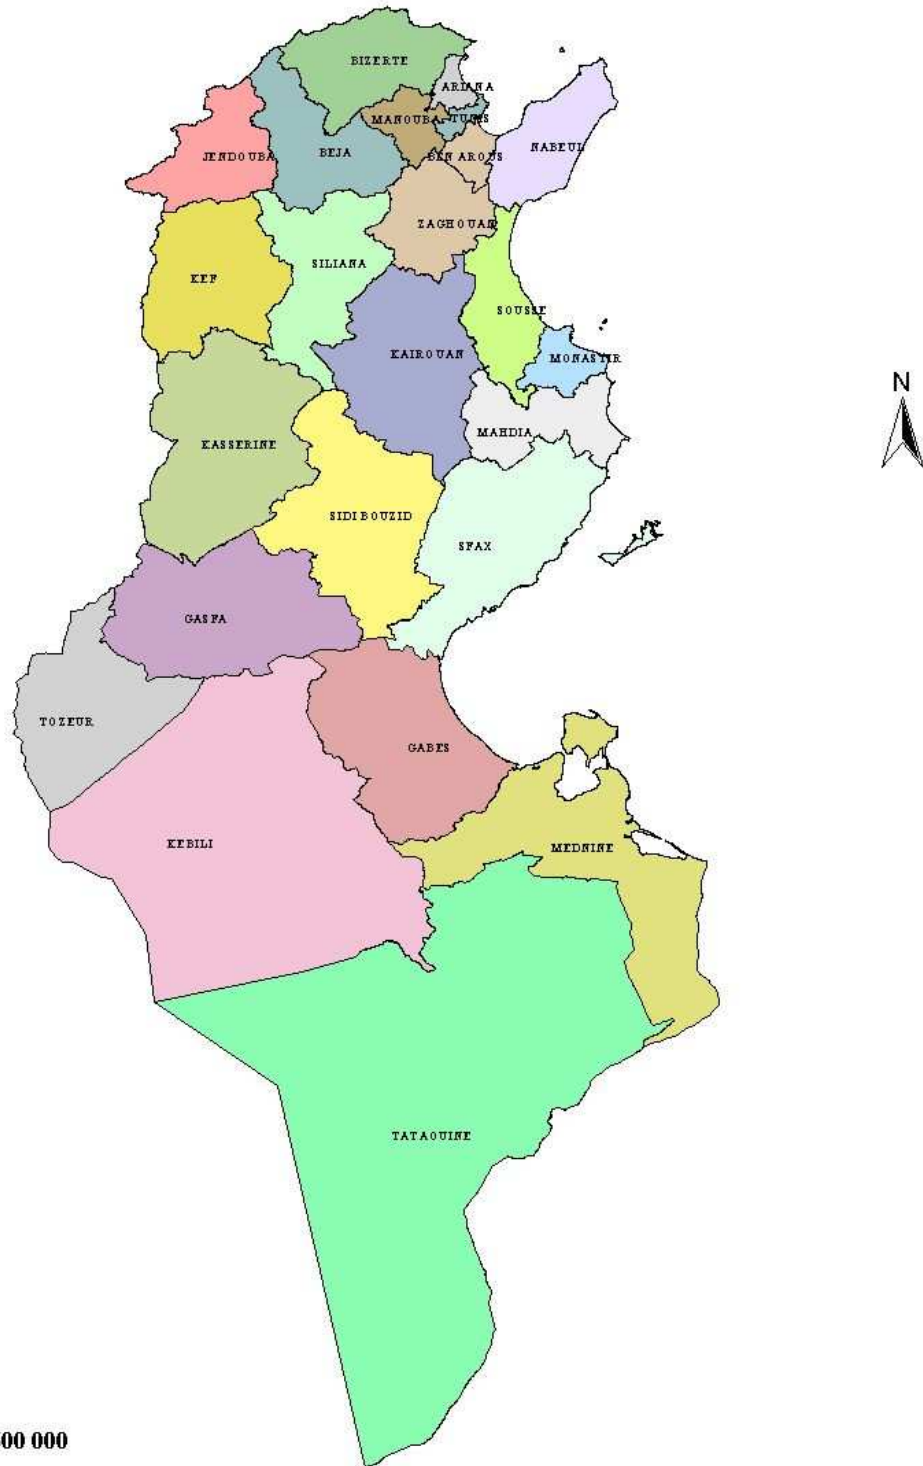 BIZERTE
ARIANA
MANOUBA
TUNIS
NABEUL
JENDOUBA
BEJA
BEN AROUS
ZAGHOUAN
SILIANA
KEF
SOUSSE
KAIROUAN
MONASTIR
MAHDIA
KASSERINE
SIDI BOUZID
SFAX
GASFA
TOZEUR
GABES
KEBILI
MEDNINE
TATAOUINE
N
00 000